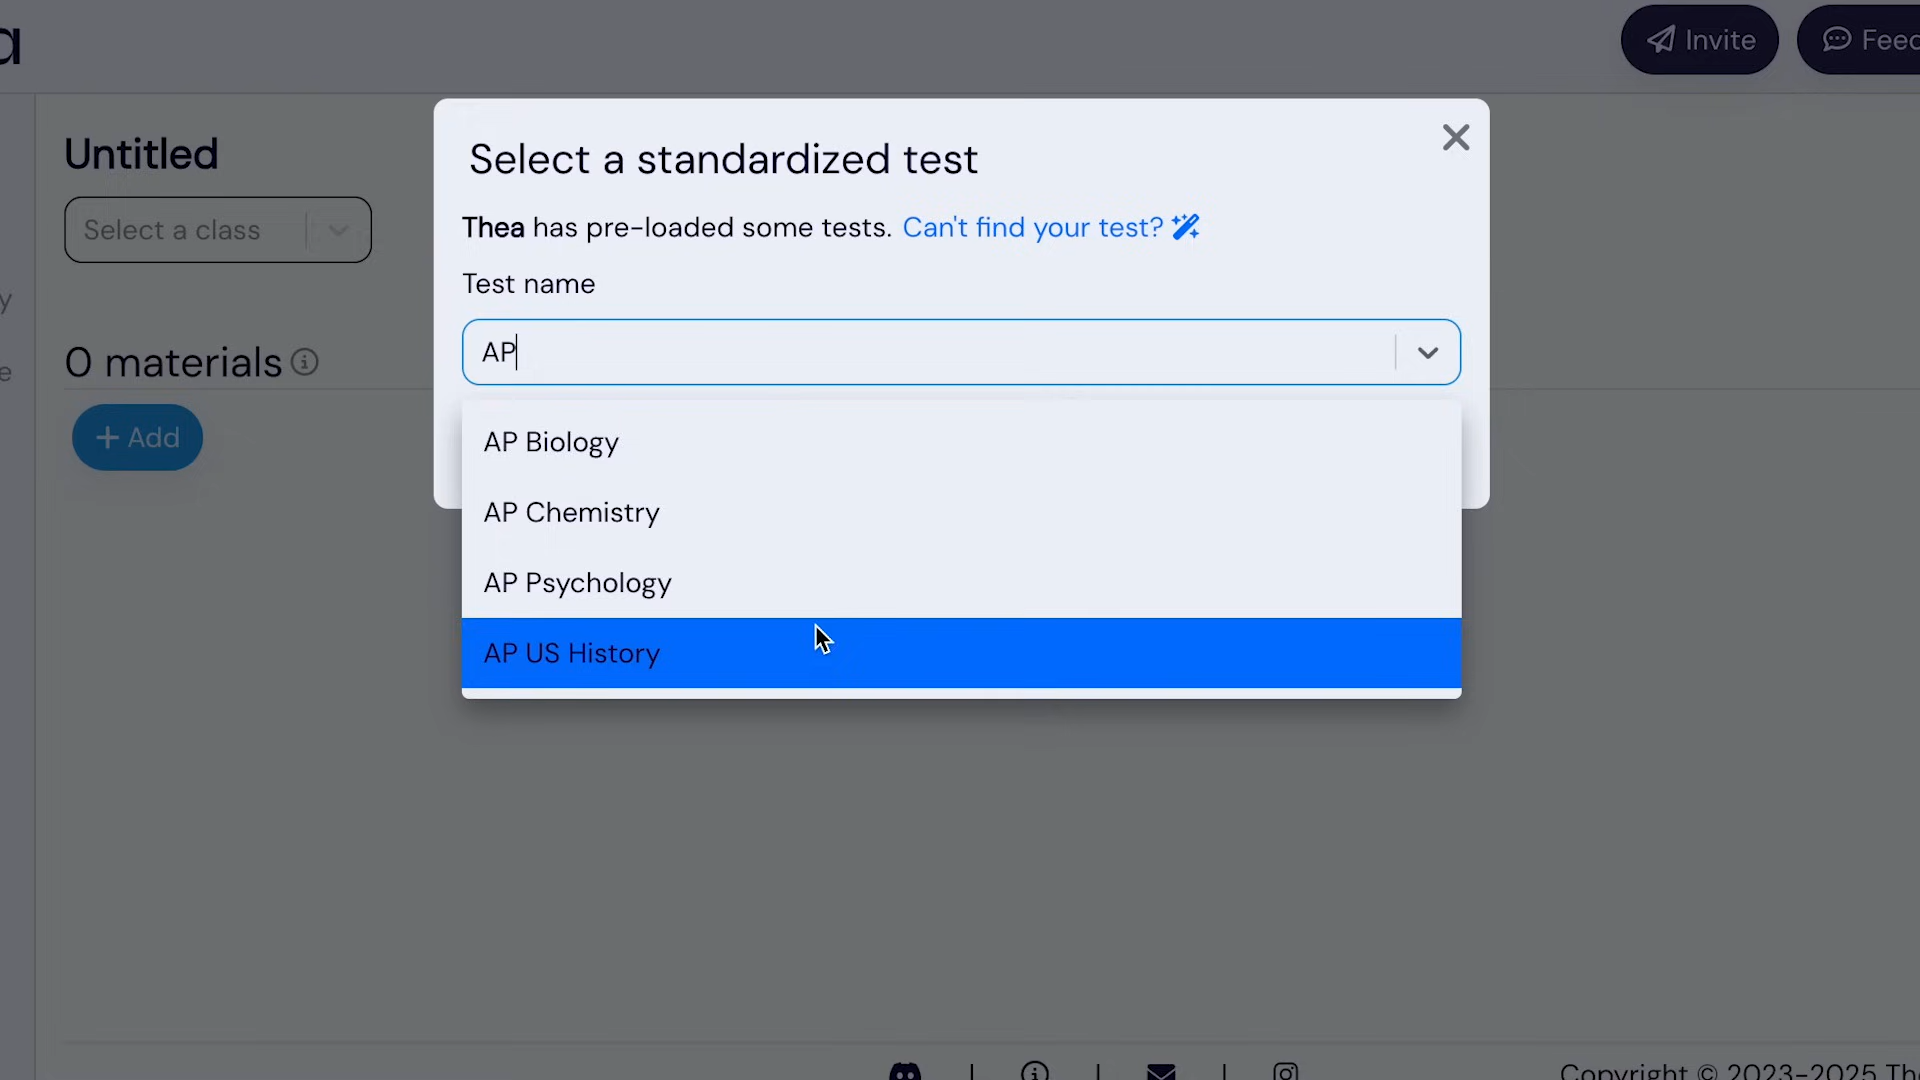 a
Invite
Feed
Untitled
Select a class
y
e
0 materials
+ Add
Select a standardized test
Thea has pre-loaded some tests. Can't find your test?
Test name
AP
AP Biology
AP Chemistry
AP Psychology
AP US History
Copyright © 2023-2025 The